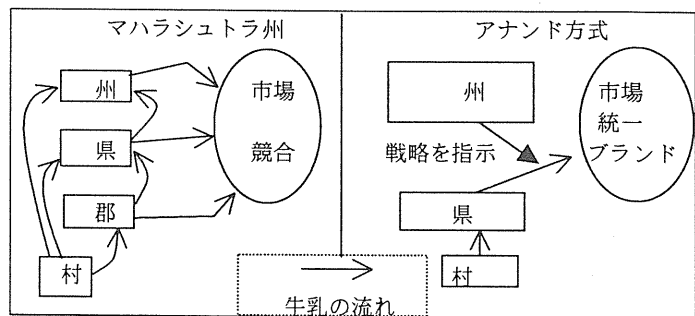 マハラシュトラ州
州
県
郡
村
市場
競合
アナンド方式
州
戦略を指示
県
村
市場
統一
ブランド
牛乳の流れ